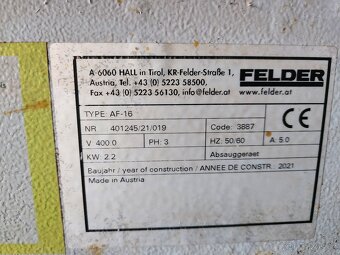 A-6060 HALL in Tirol, KR-Felder-Straße 1,
Austria, Tel. +43 (0) 5223 58500.
Fax +43 (0) 5223 56130, info@felder.at
FELDER
www.felder.at
TYPE AF-16
NR 401245/21/019 Code: 3887
V 400.0 PH: 3 HZ: 50/60 A: 5.0
KW: 2.2 Absauggeraet
Baujahr / year of construction / ANNEE DE CONSTR. 2021
Made in Austria
CE